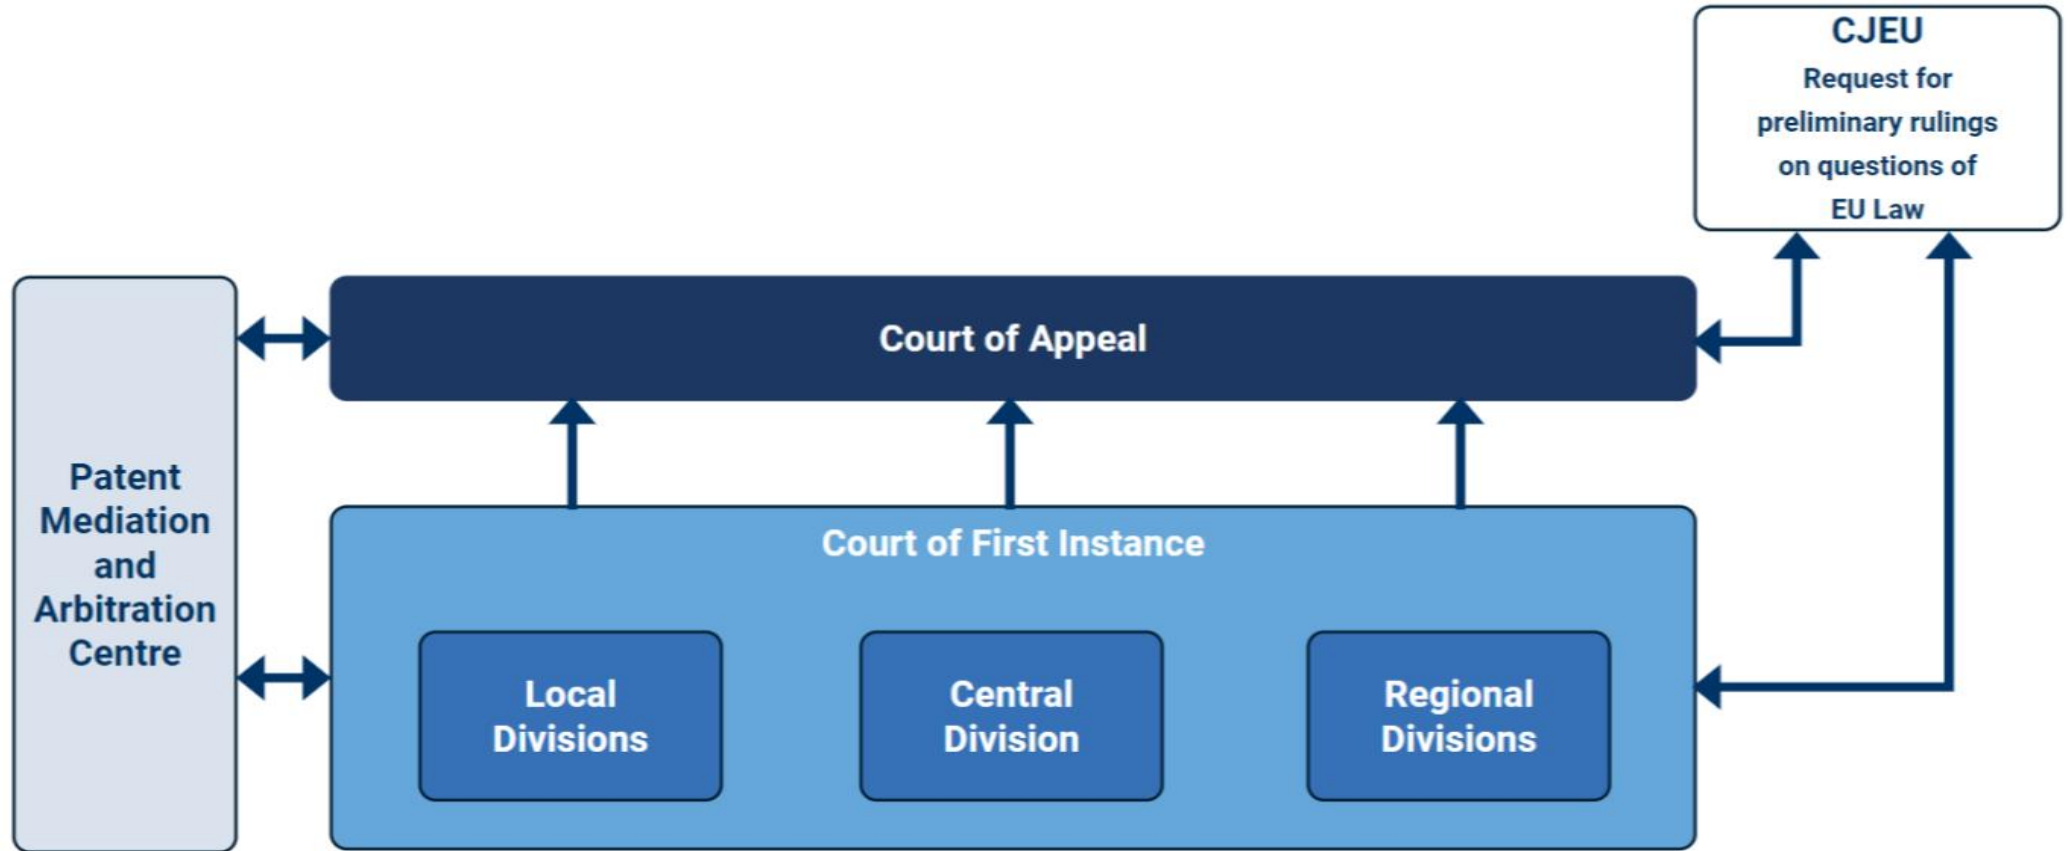 CJEU
Request for
preliminary rulings
on questions of
EU Law
Court of Appeal
Patent
Mediation
and
Arbitration
Centre
Court of First Instance
Local
Divisions
Central
Division
Regional
Divisions